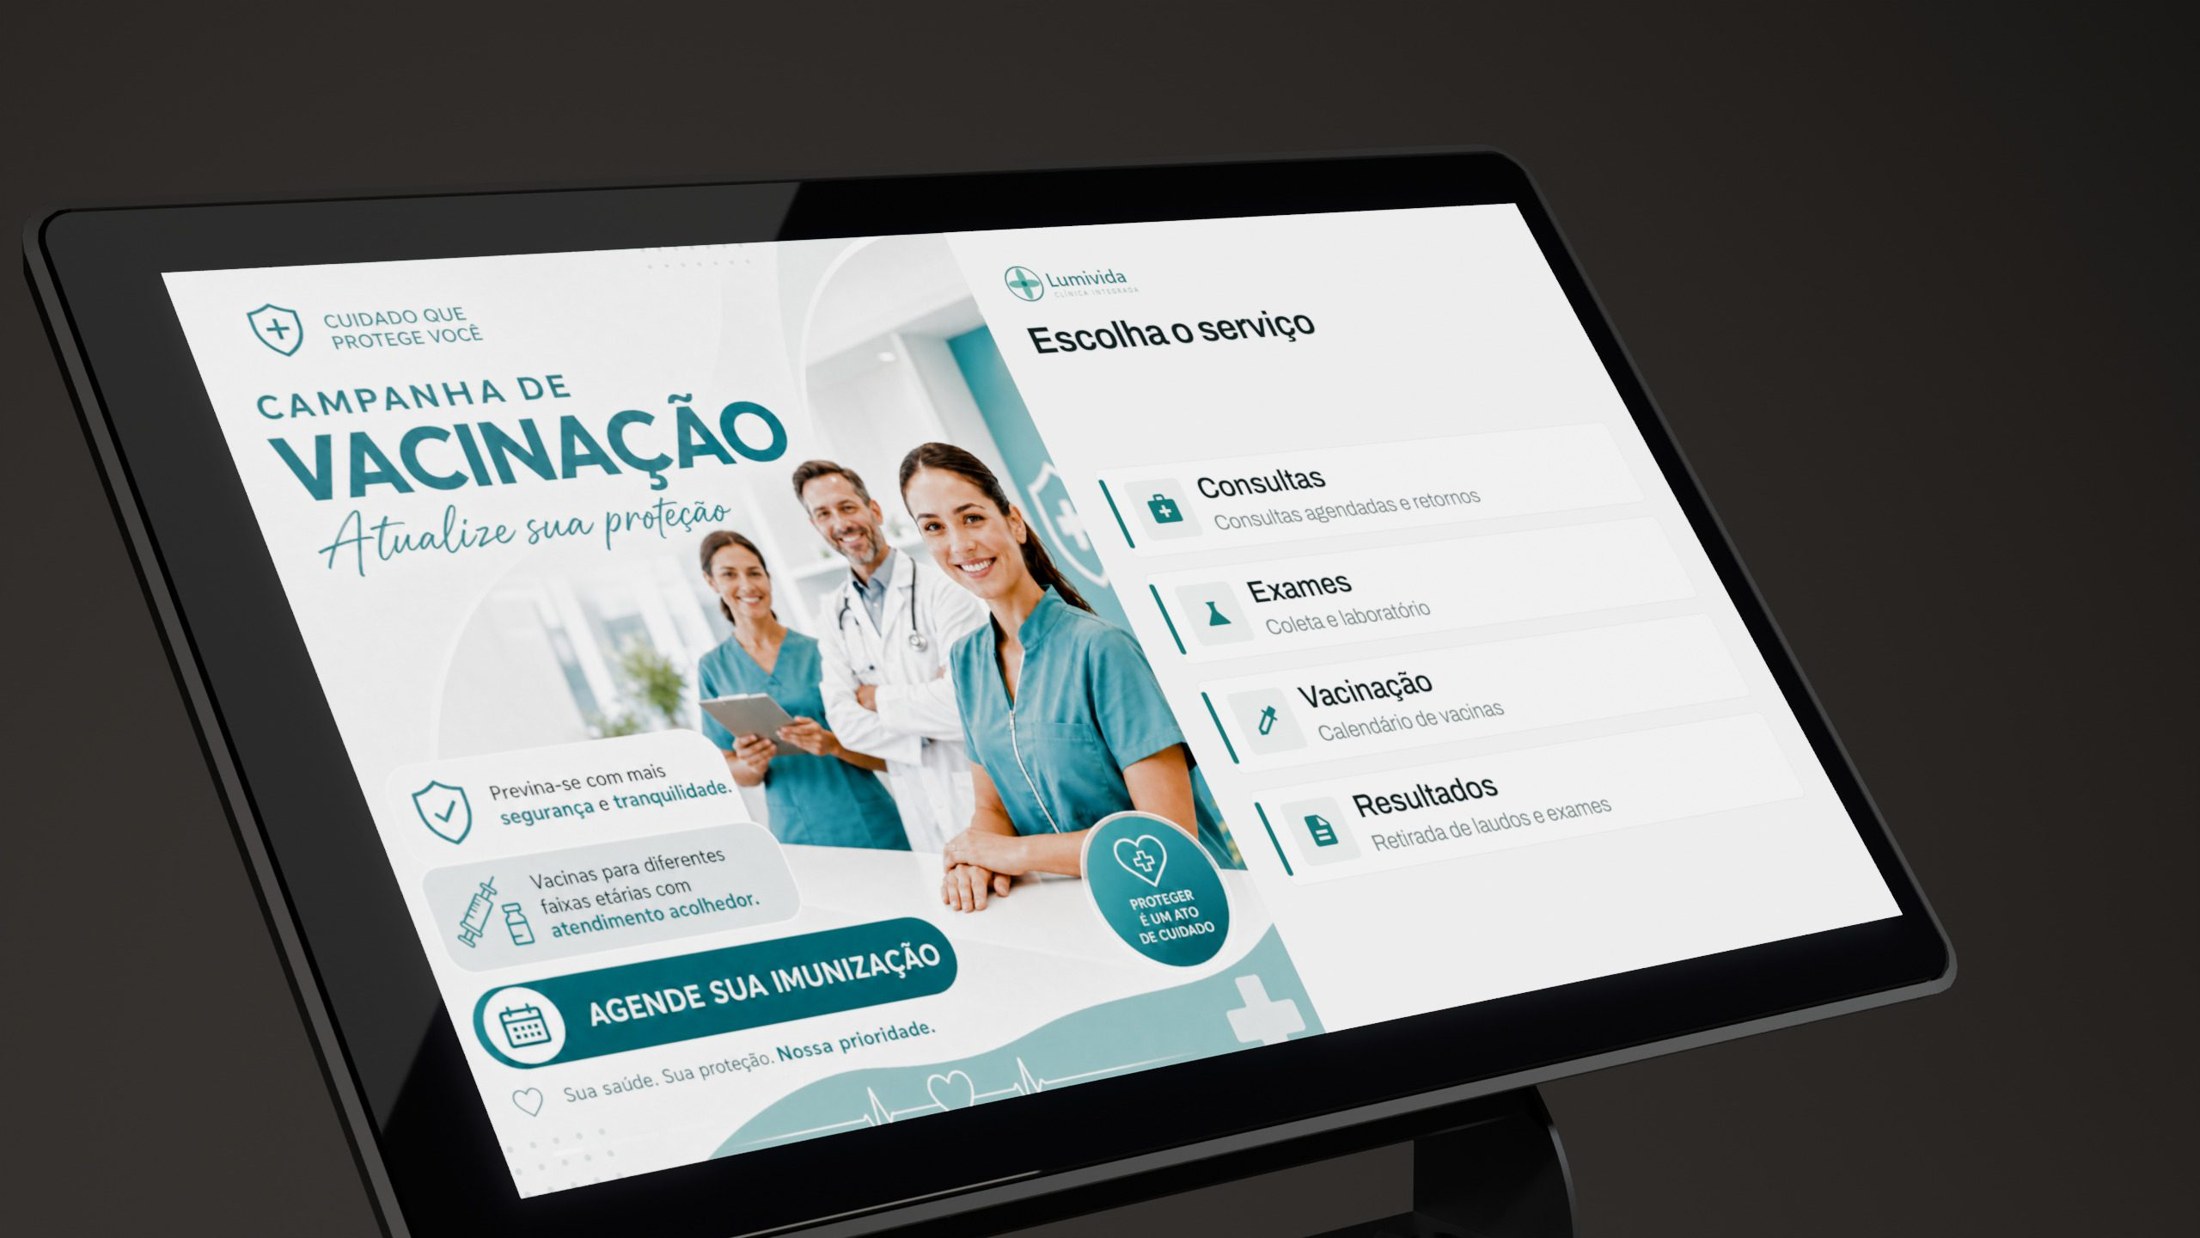 CUIDADO QUE
PROTEGE VOCÊ
CAMPANHA DE
VACINAÇÃO
Atualize sua proteção
Previna-se com mais
segurança e tranquilidade.
Vacinas para diferentes
faixas etárias com
atendimento acolhedor.
AGENDE SUA IMUNIZAÇÃO
Sua saúde. Sua proteção. Nossa prioridade.
PROTEGER
É UM ATO
DE CUIDADO
Lumivida
CLÍNICA INTEGRADA
Escolha o serviço
Consultas
Consultas agendadas e retornos
Exames
Coleta e laboratório
Vacinação
Calendário de vacinas
Resultados
Retirada de laudos e exames